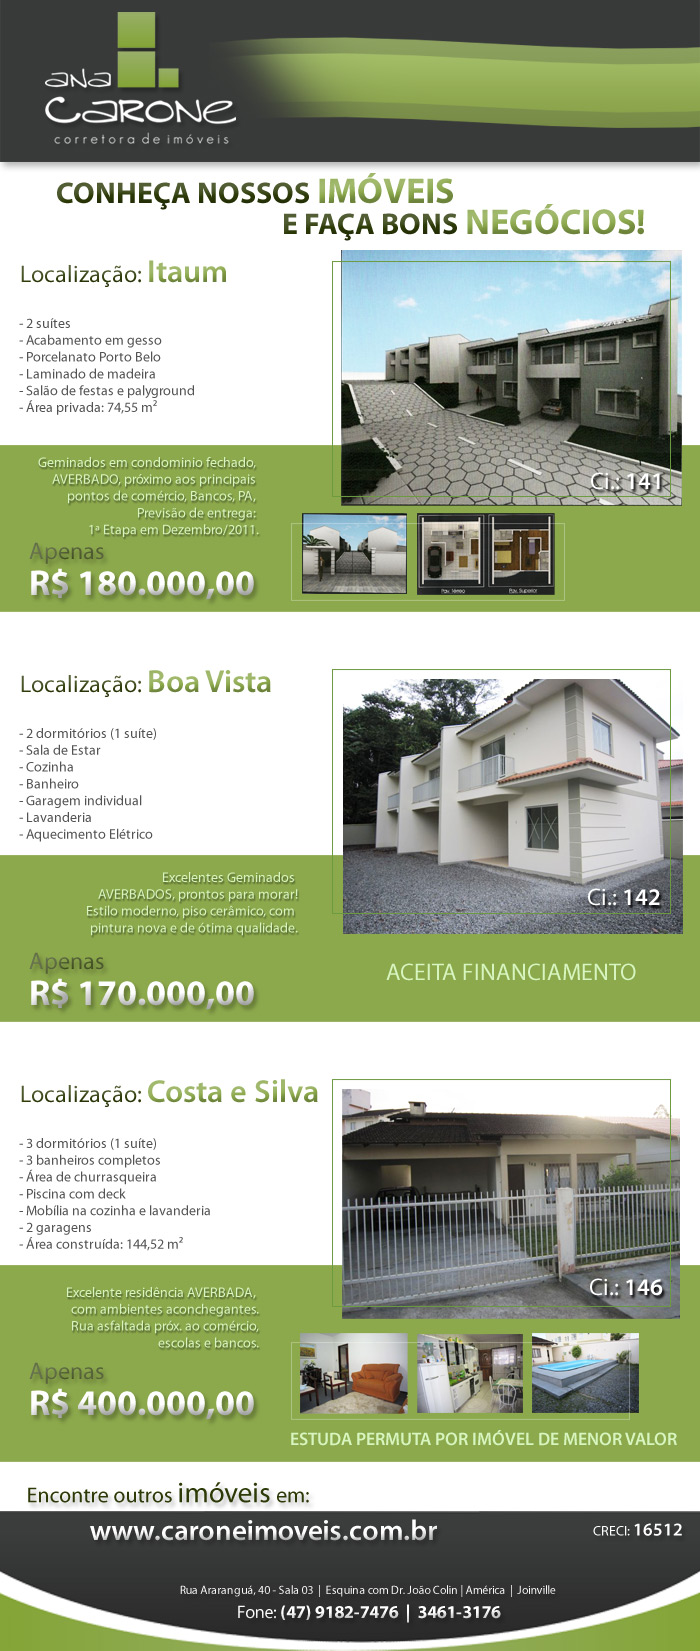 ana
carone
corretora de imóveis
CONHEÇA NOSSOS IMÓVEIS
E FAÇA BONS NEGÓCIOS!
Localização: Itaum
- 2 suítes
- Acabamento em gesso
- Porcelanato Porto Belo
- Laminado de madeira
- Salão de festas e palyground
- Área privada: 74,55 m²
Ci.: 141
Geminados em condominio fechado,
AVERBADO, próximo aos principais
pontos de comércio, Bancos, PA,
Previsão de entrega:
1ª Etapa em Dezembro/2011.
Apenas
R$ 180.000,00
Pav. Térreo
Pav. Superior
Localização: Boa Vista
- 2 dormitórios (1 suíte)
- Sala de Estar
- Cozinha
- Banheiro
- Garagem individual
- Lavanderia
- Aquecimento Elétrico
Ci.: 142
Excelentes Geminados
AVERBADOS, prontos para morar!
Estilo moderno, piso cerâmico, com
pintura nova e de ótima qualidade.
Apenas
R$ 170.000,00
ACEITA FINANCIAMENTO
Localização: Costa e Silva
- 3 dormitórios (1 suíte)
- 3 banheiros completos
- Área de churrasqueira
- Piscina com deck
- Mobília na cozinha e lavanderia
- 2 garagens
- Área construída: 144,52 m²
Ci.: 146
Excelente residência AVERBADA,
com ambientes aconchegantes.
Rua asfaltada próx. ao comércio,
escolas e bancos.
Apenas
R$ 400.000,00
ESTUDA PERMUTA POR IMÓVEL DE MENOR VALOR
Encontre outros imóveis em:
www.caroneimoveis.com.br
CRECI: 16512
Rua Araranguá, 40 - Sala 03 | Esquina com Dr. João Colin | América | Joinville
Fone: (47) 9182-7476 | 3461-3176